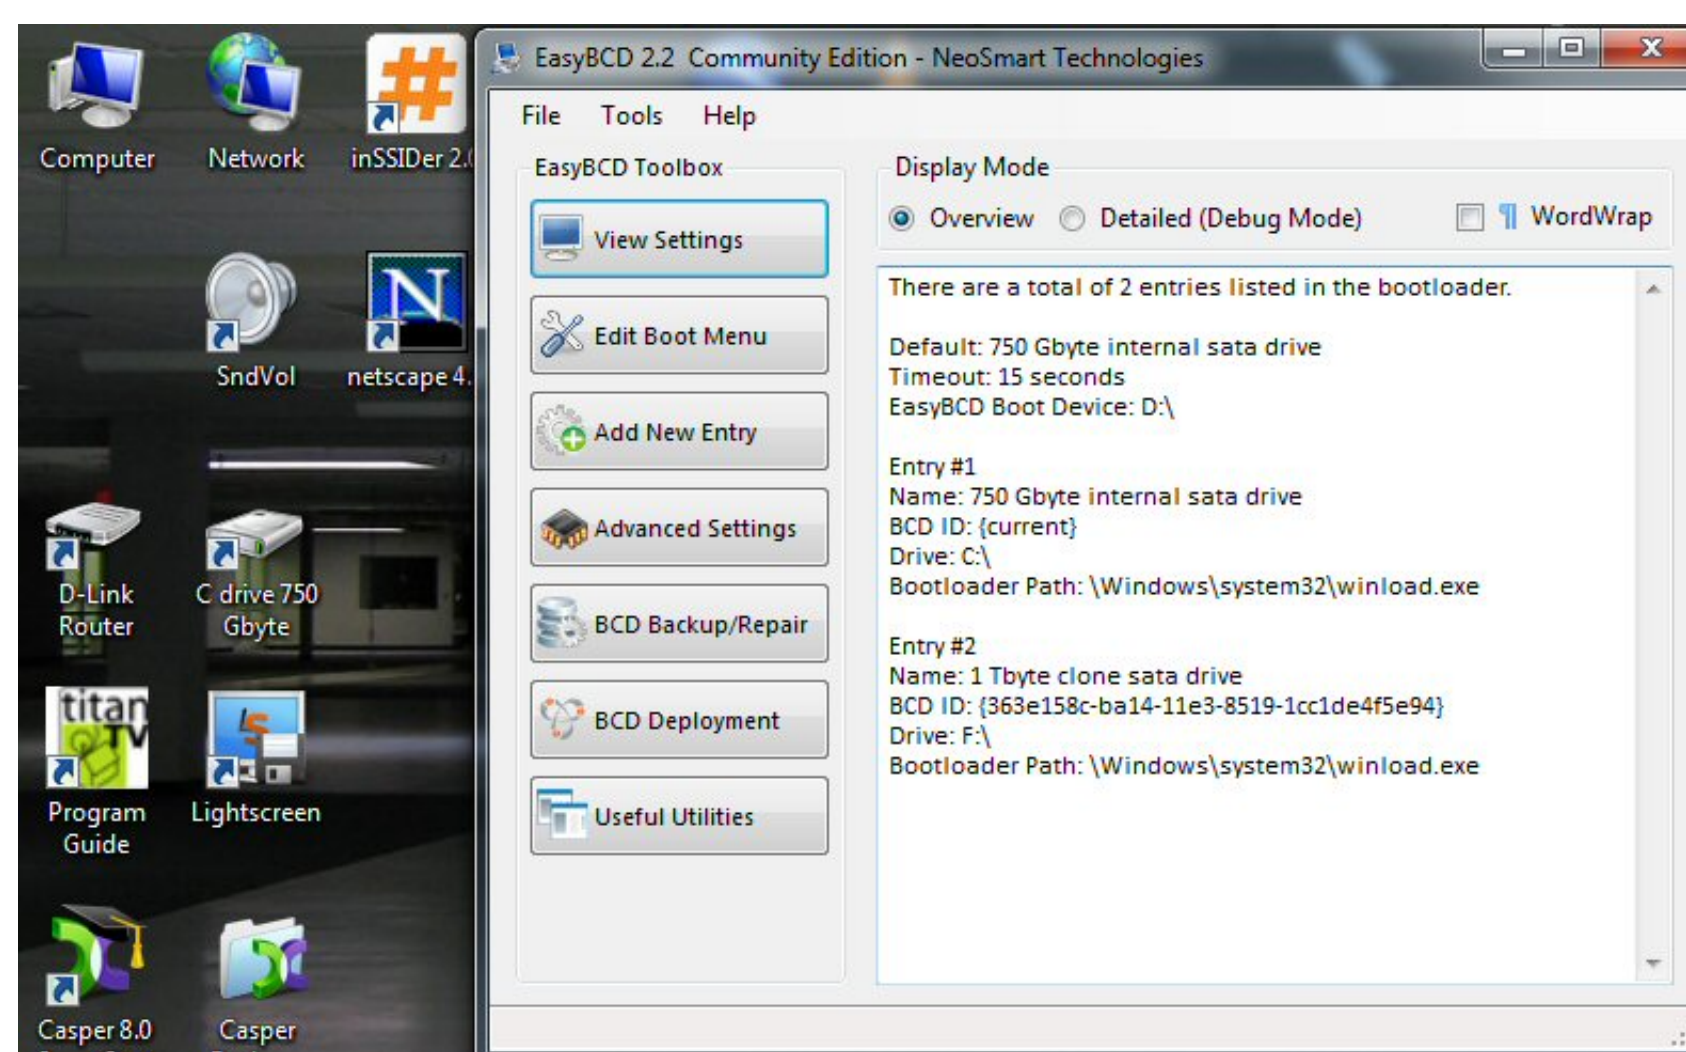 Computer
Network
inSSIDer 2.0
SndVol
netscape 4.
D-Link
Router
C drive 750
Gbyte
titan
TV
Program
Guide
Lightscreen
Casper 8.0
Casper
EasyBCD 2.2 Community Edition - NeoSmart Technologies
File Tools Help
EasyBCD Toolbox
View Settings
Edit Boot Menu
Add New Entry
Advanced Settings
BCD Backup/Repair
BCD Deployment
Useful Utilities
Display Mode
Overview Detailed (Debug Mode) WordWrap
There are a total of 2 entries listed in the bootloader.
Default: 750 Gbyte internal sata drive
Timeout: 15 seconds
EasyBCD Boot Device: D:\
Entry #1
Name: 750 Gbyte internal sata drive
BCD ID: {current}
Drive: C:\
Bootloader Path: \Windows\system32\winload.exe
Entry #2
Name: 1 Tbyte clone sata drive
BCD ID: {363e158c-ba14-11e3-8519-1cc1de4f5e94}
Drive: F:\
Bootloader Path: \Windows\system32\winload.exe